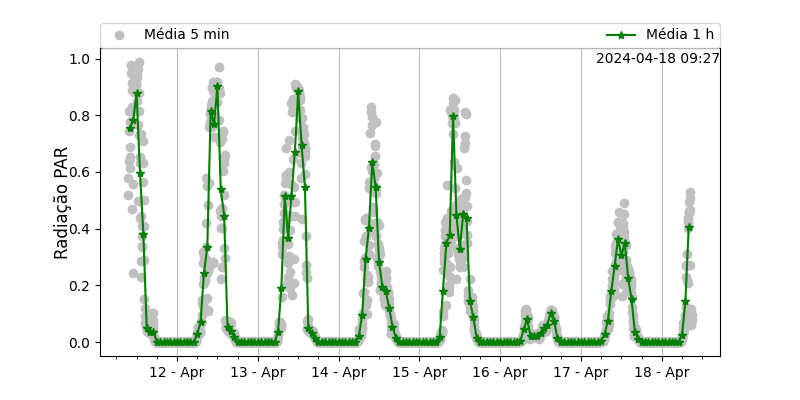 Média 5 min
Média 1 h
2024-04-18 09:27
Radiação PAR
1.0
0.8
0.6
0.4
0.2
0.0
12 - Apr
13 - Apr
14 - Apr
15 - Apr
16 - Apr
17 - Apr
18 - Apr